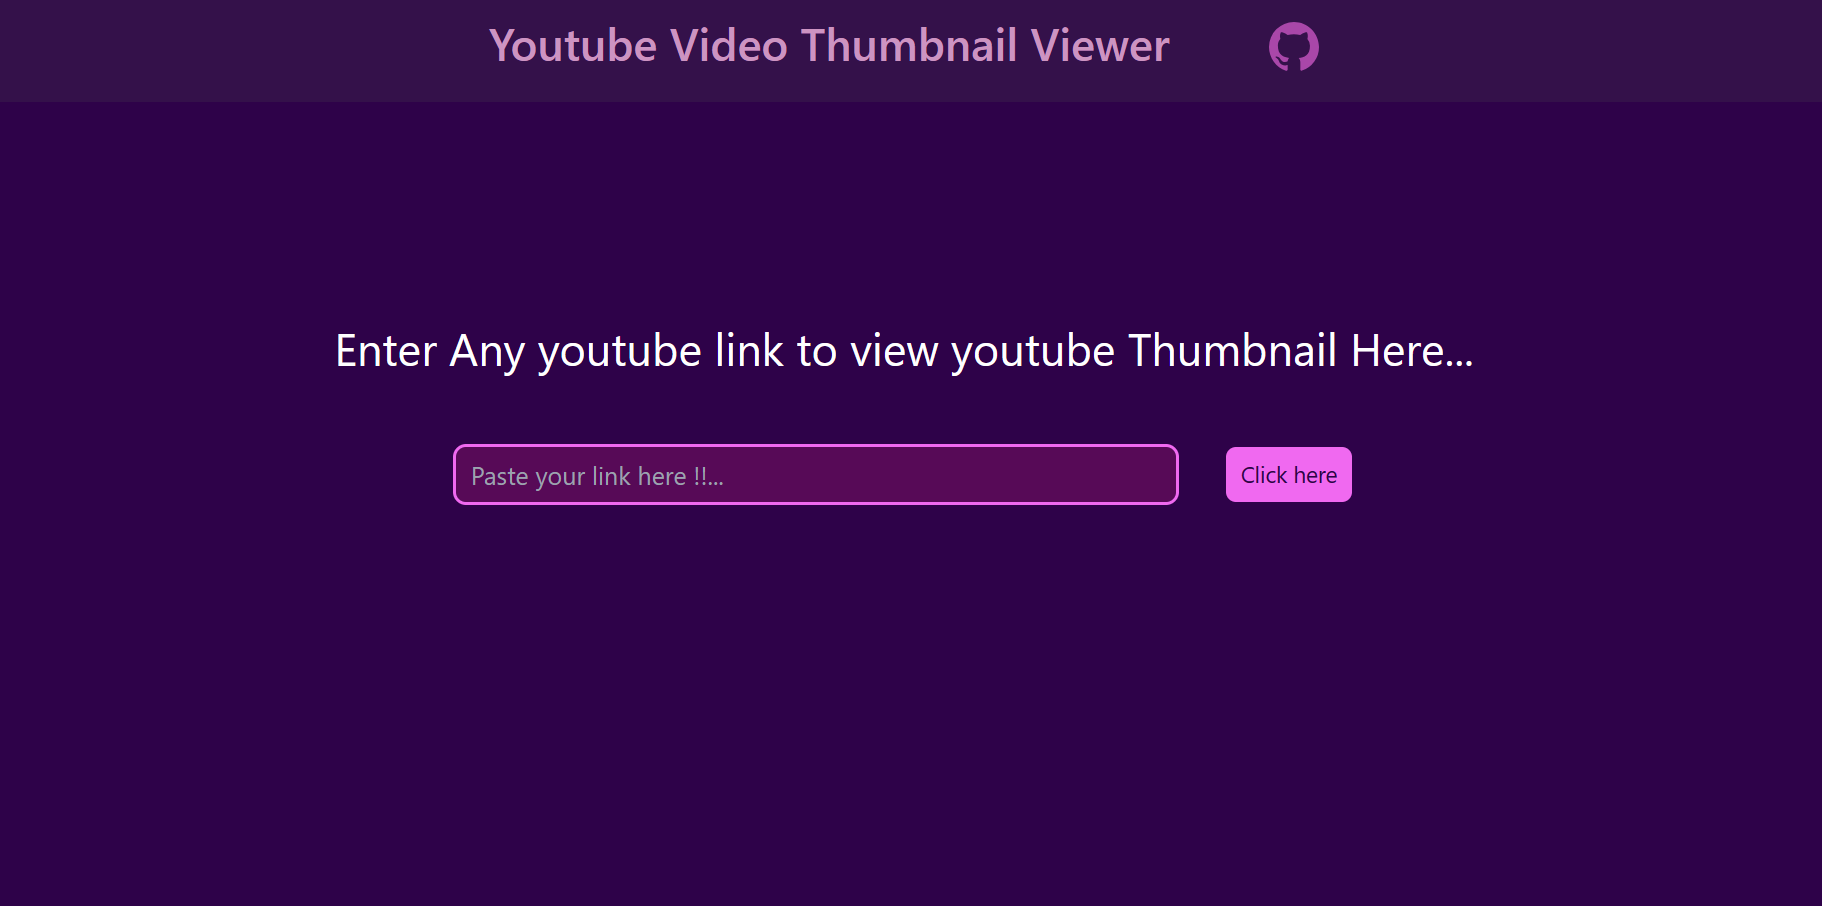 Youtube Video Thumbnail Viewer
Enter Any youtube link to view youtube Thumbnail Here...
Paste your link here !!...
Click here